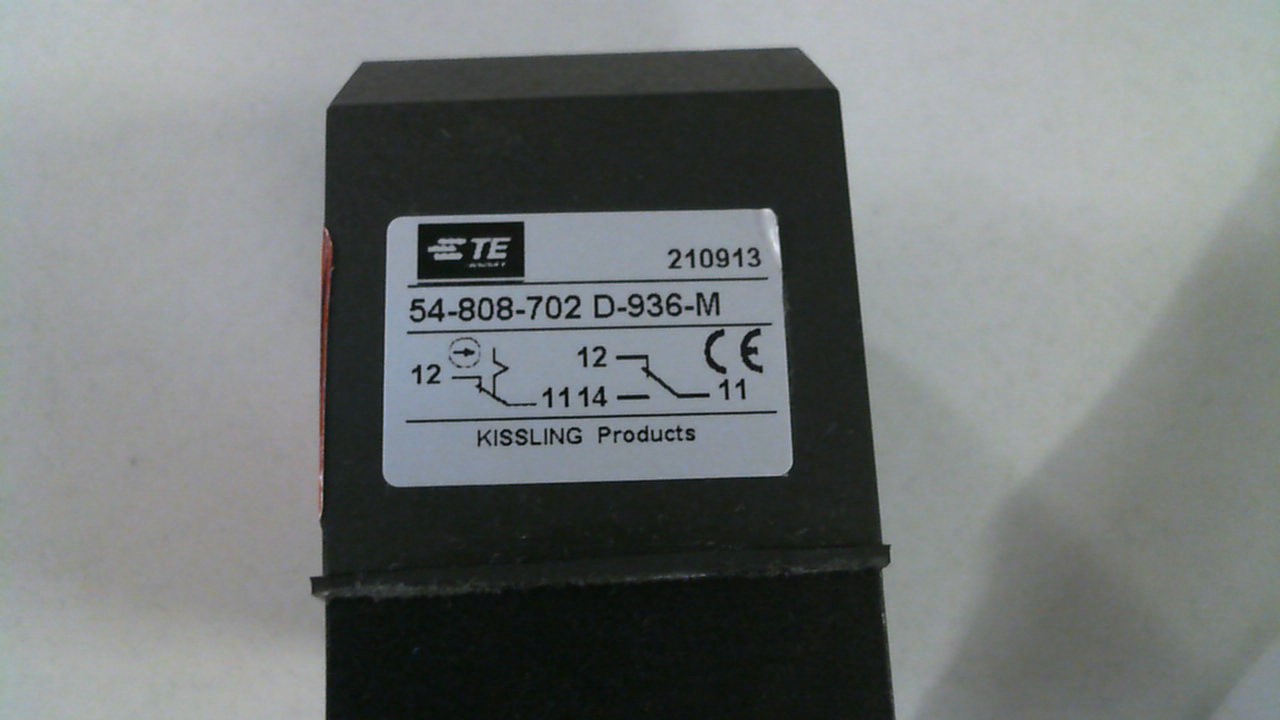 TE
210913
54-808-702 D-936-M
CE
12 11 12 14 11
KISSLING Products